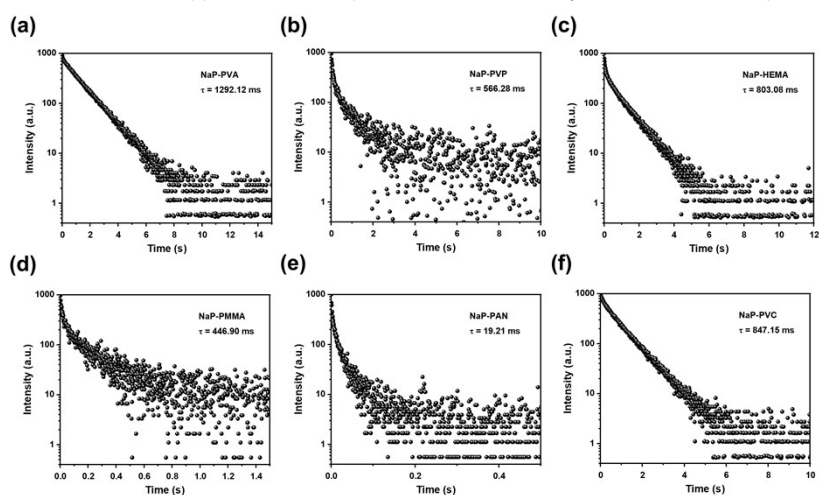 (a)
NaP-PVA
τ = 1292.12 ms
Intensity (a.u.)
1000
100
10
1
0 2 4 6 8 10 12 14
Time (s)
(b)
NaP-PVP
τ = 566.28 ms
Intensity (a.u.)
1000
100
10
1
0 2 4 6 8 10
Time (s)
(c)
NaP-HEMA
τ = 803.08 ms
Intensity (a.u.)
1000
100
10
1
0 2 4 6 8 10 12
Time (s)
(d)
NaP-PMMA
τ = 446.90 ms
Intensity (a.u.)
1000
100
10
1
0.0 0.2 0.4 0.6 0.8 1.0 1.2 1.4
Time (s)
(e)
NaP-PAN
τ = 19.21 ms
Intensity (a.u.)
1000
100
10
1
0.0 0.2 0.4
Time (s)
(f)
NaP-PVC
τ = 847.15 ms
Intensity (a.u.)
1000
100
10
1
0 2 4 6 8 10
Time (s)